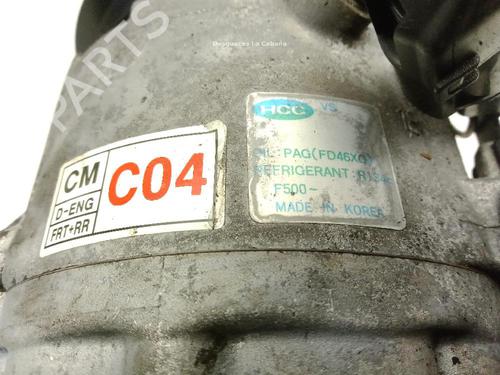 Desguaces La Cabaña
PARTS
HCC VS
OIL: PAG(FD46XG)
REFRIGERANT: R134a
F500-
MADE IN KOREA
CM
D-ENG
FRT+RR
C04